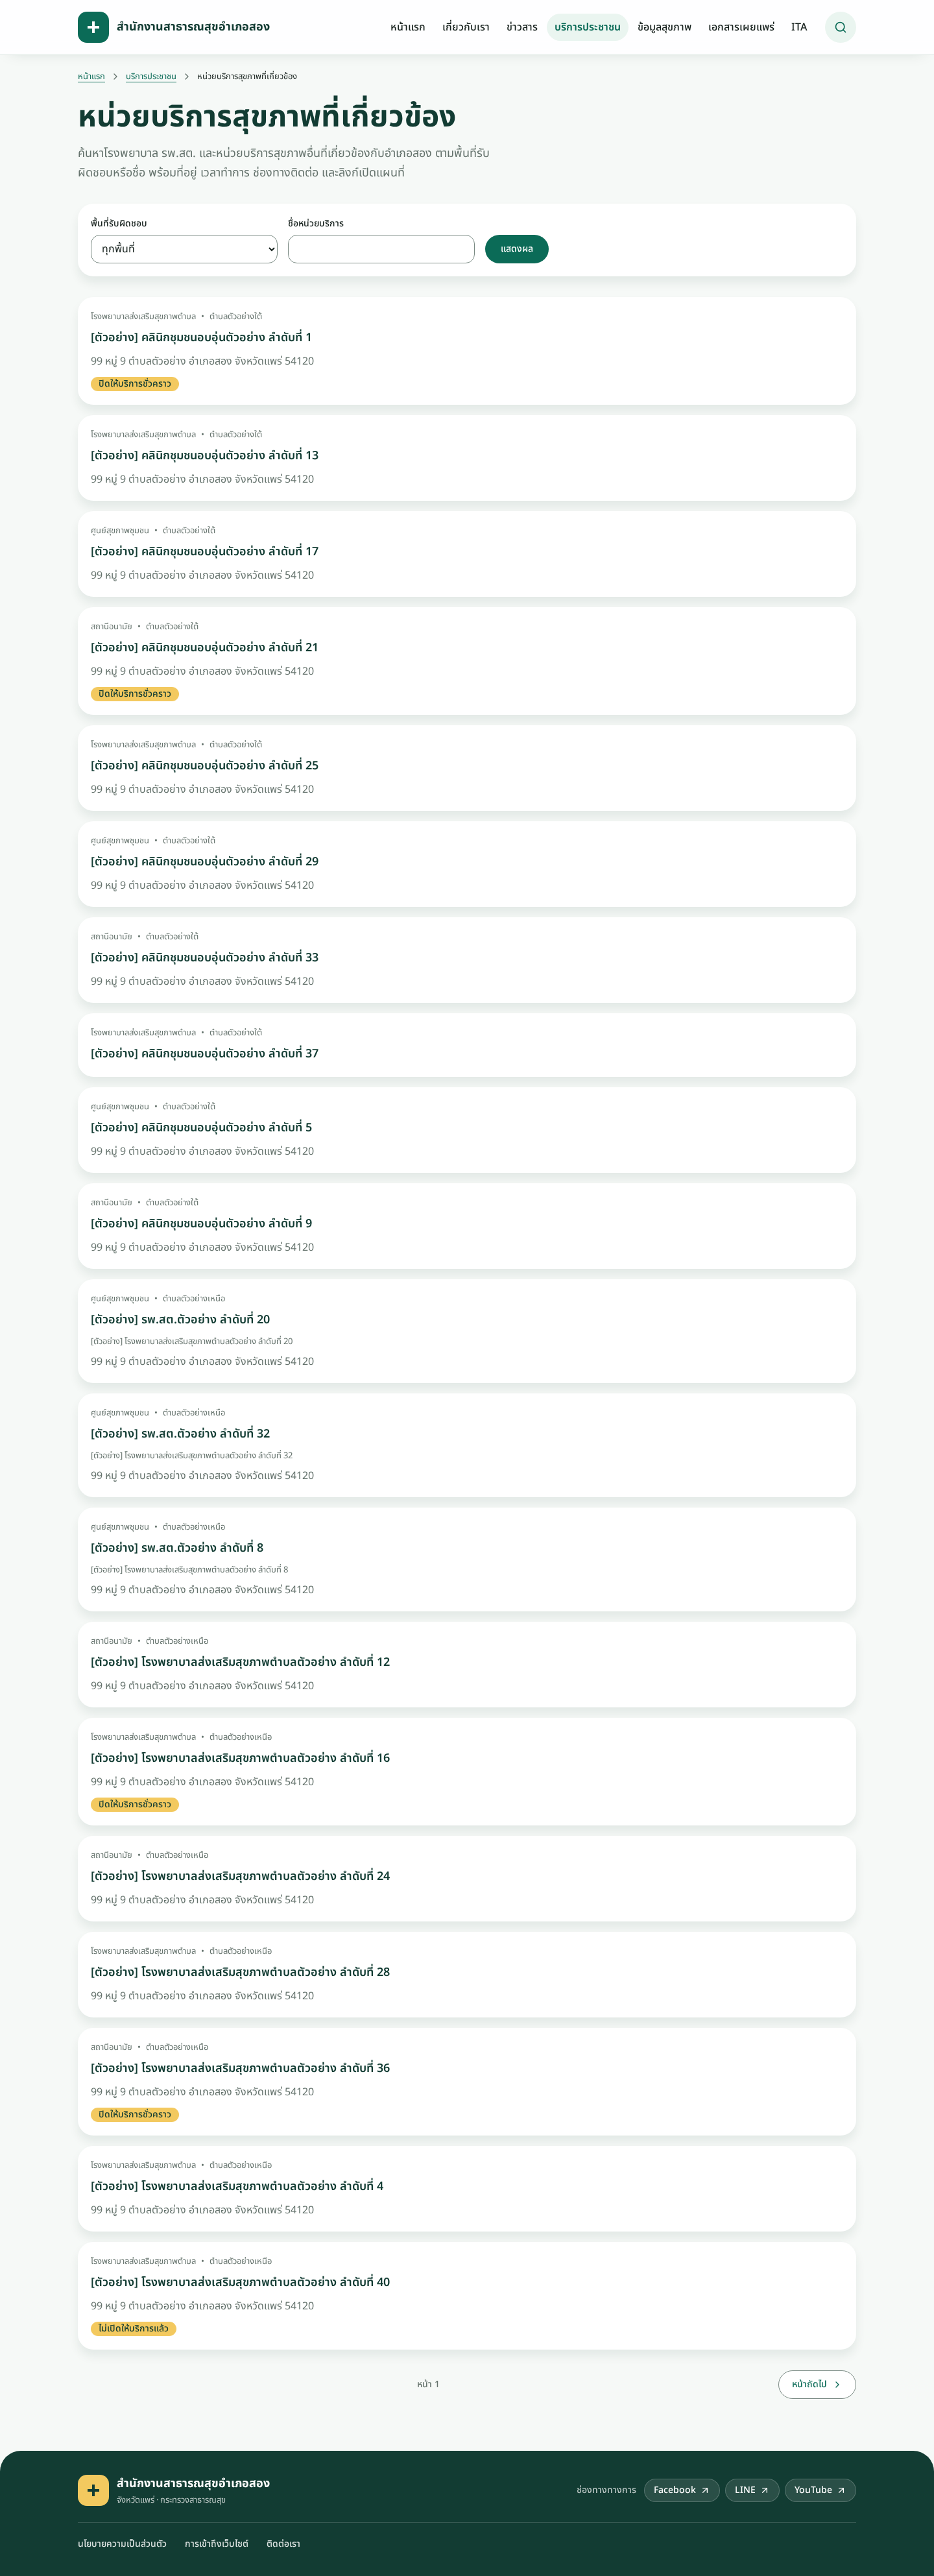 สำนักงานสาธารณสุขอำเภอสอง
หน้าแรก เกี่ยวกับเรา ข่าวสาร บริการประชาชน ข้อมูลสุขภาพ เอกสารเผยแพร่ ITA
หน้าแรก บริการประชาชน หน่วยบริการสุขภาพที่เกี่ยวข้อง
หน่วยบริการสุขภาพที่เกี่ยวข้อง
ค้นหาโรงพยาบาล รพ.สต. และหน่วยบริการสุขภาพอื่นที่เกี่ยวข้องกับอำเภอสอง ตามพื้นที่รับ
ผิดชอบหรือชื่อ พร้อมที่อยู่ เวลาทำการ ช่องทางติดต่อ และลิงก์เปิดแผนที่
พื้นที่รับผิดชอบ ชื่อหน่วยบริการ
ทุกพื้นที่ แสดงผล
โรงพยาบาลส่งเสริมสุขภาพตำบล • ตำบลตัวอย่างใต้
[ตัวอย่าง] คลินิกชุมชนอบอุ่นตัวอย่าง ลำดับที่ 1
99 หมู่ 9 ตำบลตัวอย่าง อำเภอสอง จังหวัดแพร่ 54120
ปิดให้บริการชั่วคราว
โรงพยาบาลส่งเสริมสุขภาพตำบล • ตำบลตัวอย่างใต้
[ตัวอย่าง] คลินิกชุมชนอบอุ่นตัวอย่าง ลำดับที่ 13
99 หมู่ 9 ตำบลตัวอย่าง อำเภอสอง จังหวัดแพร่ 54120
ศูนย์สุขภาพชุมชน • ตำบลตัวอย่างใต้
[ตัวอย่าง] คลินิกชุมชนอบอุ่นตัวอย่าง ลำดับที่ 17
99 หมู่ 9 ตำบลตัวอย่าง อำเภอสอง จังหวัดแพร่ 54120
สถานีอนามัย • ตำบลตัวอย่างใต้
[ตัวอย่าง] คลินิกชุมชนอบอุ่นตัวอย่าง ลำดับที่ 21
99 หมู่ 9 ตำบลตัวอย่าง อำเภอสอง จังหวัดแพร่ 54120
ปิดให้บริการชั่วคราว
โรงพยาบาลส่งเสริมสุขภาพตำบล • ตำบลตัวอย่างใต้
[ตัวอย่าง] คลินิกชุมชนอบอุ่นตัวอย่าง ลำดับที่ 25
99 หมู่ 9 ตำบลตัวอย่าง อำเภอสอง จังหวัดแพร่ 54120
ศูนย์สุขภาพชุมชน • ตำบลตัวอย่างใต้
[ตัวอย่าง] คลินิกชุมชนอบอุ่นตัวอย่าง ลำดับที่ 29
99 หมู่ 9 ตำบลตัวอย่าง อำเภอสอง จังหวัดแพร่ 54120
สถานีอนามัย • ตำบลตัวอย่างใต้
[ตัวอย่าง] คลินิกชุมชนอบอุ่นตัวอย่าง ลำดับที่ 33
99 หมู่ 9 ตำบลตัวอย่าง อำเภอสอง จังหวัดแพร่ 54120
โรงพยาบาลส่งเสริมสุขภาพตำบล • ตำบลตัวอย่างใต้
[ตัวอย่าง] คลินิกชุมชนอบอุ่นตัวอย่าง ลำดับที่ 37
ศูนย์สุขภาพชุมชน • ตำบลตัวอย่างใต้
[ตัวอย่าง] คลินิกชุมชนอบอุ่นตัวอย่าง ลำดับที่ 5
99 หมู่ 9 ตำบลตัวอย่าง อำเภอสอง จังหวัดแพร่ 54120
สถานีอนามัย • ตำบลตัวอย่างใต้
[ตัวอย่าง] คลินิกชุมชนอบอุ่นตัวอย่าง ลำดับที่ 9
99 หมู่ 9 ตำบลตัวอย่าง อำเภอสอง จังหวัดแพร่ 54120
ศูนย์สุขภาพชุมชน • ตำบลตัวอย่างเหนือ
[ตัวอย่าง] รพ.สต.ตัวอย่าง ลำดับที่ 20
[ตัวอย่าง] โรงพยาบาลส่งเสริมสุขภาพตำบลตัวอย่าง ลำดับที่ 20
99 หมู่ 9 ตำบลตัวอย่าง อำเภอสอง จังหวัดแพร่ 54120
ศูนย์สุขภาพชุมชน • ตำบลตัวอย่างเหนือ
[ตัวอย่าง] รพ.สต.ตัวอย่าง ลำดับที่ 32
[ตัวอย่าง] โรงพยาบาลส่งเสริมสุขภาพตำบลตัวอย่าง ลำดับที่ 32
99 หมู่ 9 ตำบลตัวอย่าง อำเภอสอง จังหวัดแพร่ 54120
ศูนย์สุขภาพชุมชน • ตำบลตัวอย่างเหนือ
[ตัวอย่าง] รพ.สต.ตัวอย่าง ลำดับที่ 8
[ตัวอย่าง] โรงพยาบาลส่งเสริมสุขภาพตำบลตัวอย่าง ลำดับที่ 8
99 หมู่ 9 ตำบลตัวอย่าง อำเภอสอง จังหวัดแพร่ 54120
สถานีอนามัย • ตำบลตัวอย่างเหนือ
[ตัวอย่าง] โรงพยาบาลส่งเสริมสุขภาพตำบลตัวอย่าง ลำดับที่ 12
99 หมู่ 9 ตำบลตัวอย่าง อำเภอสอง จังหวัดแพร่ 54120
โรงพยาบาลส่งเสริมสุขภาพตำบล • ตำบลตัวอย่างเหนือ
[ตัวอย่าง] โรงพยาบาลส่งเสริมสุขภาพตำบลตัวอย่าง ลำดับที่ 16
99 หมู่ 9 ตำบลตัวอย่าง อำเภอสอง จังหวัดแพร่ 54120
ปิดให้บริการชั่วคราว
สถานีอนามัย • ตำบลตัวอย่างเหนือ
[ตัวอย่าง] โรงพยาบาลส่งเสริมสุขภาพตำบลตัวอย่าง ลำดับที่ 24
99 หมู่ 9 ตำบลตัวอย่าง อำเภอสอง จังหวัดแพร่ 54120
โรงพยาบาลส่งเสริมสุขภาพตำบล • ตำบลตัวอย่างเหนือ
[ตัวอย่าง] โรงพยาบาลส่งเสริมสุขภาพตำบลตัวอย่าง ลำดับที่ 28
99 หมู่ 9 ตำบลตัวอย่าง อำเภอสอง จังหวัดแพร่ 54120
สถานีอนามัย • ตำบลตัวอย่างเหนือ
[ตัวอย่าง] โรงพยาบาลส่งเสริมสุขภาพตำบลตัวอย่าง ลำดับที่ 36
99 หมู่ 9 ตำบลตัวอย่าง อำเภอสอง จังหวัดแพร่ 54120
ปิดให้บริการชั่วคราว
โรงพยาบาลส่งเสริมสุขภาพตำบล • ตำบลตัวอย่างเหนือ
[ตัวอย่าง] โรงพยาบาลส่งเสริมสุขภาพตำบลตัวอย่าง ลำดับที่ 4
99 หมู่ 9 ตำบลตัวอย่าง อำเภอสอง จังหวัดแพร่ 54120
โรงพยาบาลส่งเสริมสุขภาพตำบล • ตำบลตัวอย่างเหนือ
[ตัวอย่าง] โรงพยาบาลส่งเสริมสุขภาพตำบลตัวอย่าง ลำดับที่ 40
99 หมู่ 9 ตำบลตัวอย่าง อำเภอสอง จังหวัดแพร่ 54120
ไม่เปิดให้บริการแล้ว
หน้า 1 หน้าถัดไป
สำนักงานสาธารณสุขอำเภอสอง
จังหวัดแพร่ · กระทรวงสาธารณสุข
ช่องทางทางการ Facebook LINE YouTube
นโยบายความเป็นส่วนตัว การเข้าถึงเว็บไซต์ ติดต่อเรา